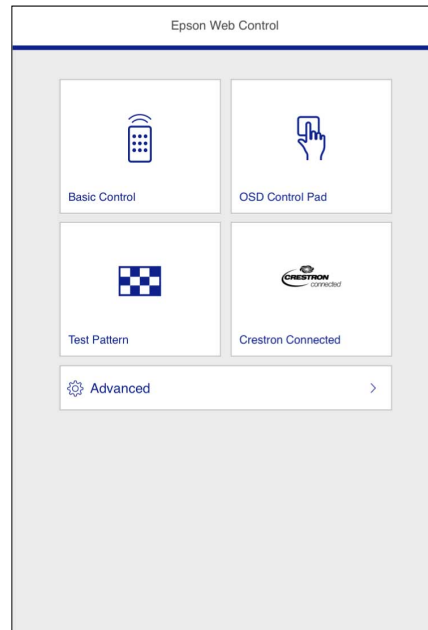 Epson Web Control
Basic Control
OSD Control Pad
CRESTRON
connected
Test Pattern
Crestron Connected
Advanced